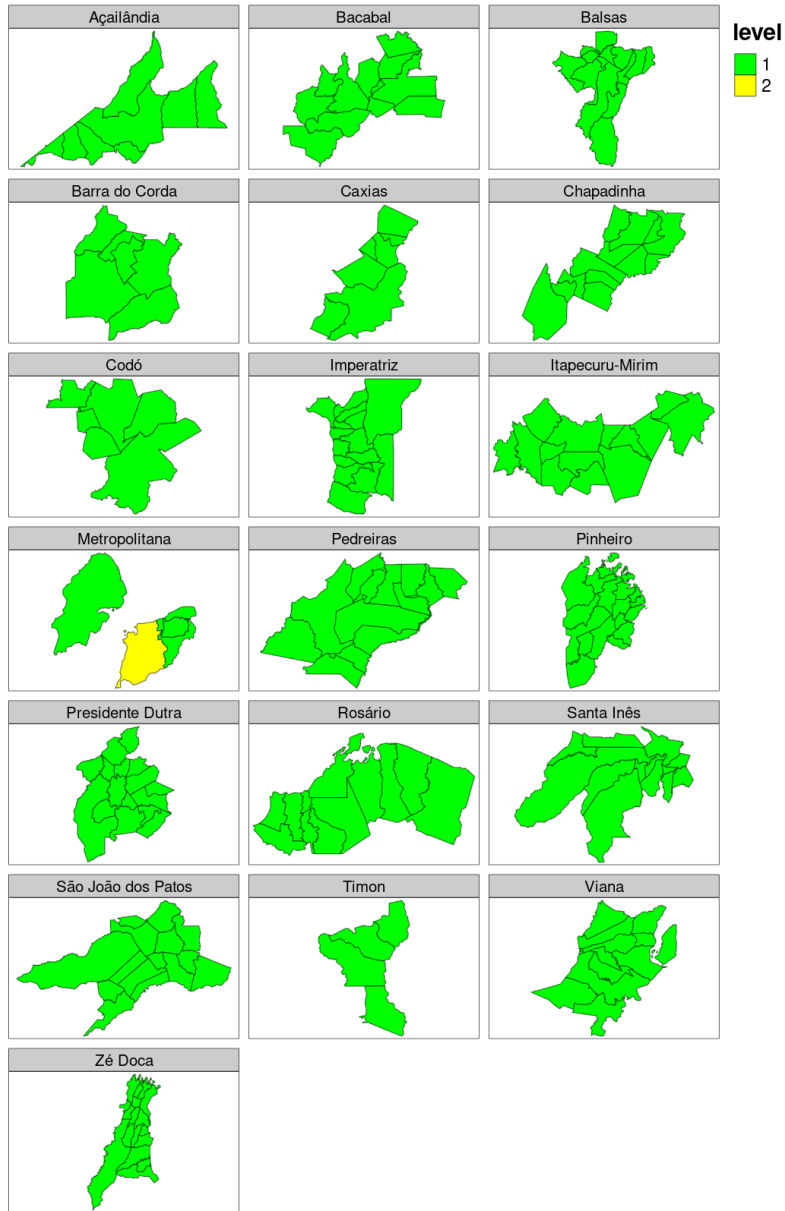 Açailândia
Bacabal
Balsas
level
1
2
Barra do Corda
Caxias
Chapadinha
Codó
Imperatriz
Itapecuru-Mirim
Metropolitana
Pedreiras
Pinheiro
Presidente Dutra
Rosário
Santa Inês
São João dos Patos
Timon
Viana
Zé Doca